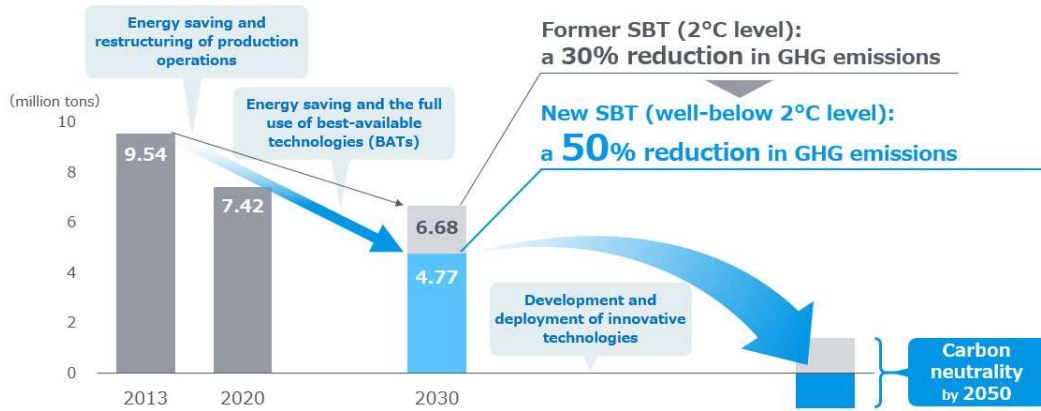 Energy saving and
restructuring of production
operations
Former SBT (2°C level):
a 30% reduction in GHG emissions
(million tons)
Energy saving and the full
use of best-available
technologies (BATs)
New SBT (well-below 2°C level):
a 50% reduction in GHG emissions
10
9.54
8
7.42
6
6.68
4
4.77
Development and
deployment of innovative
technologies
2
Carbon
neutrality
by 2050
0
2013
2020
2030